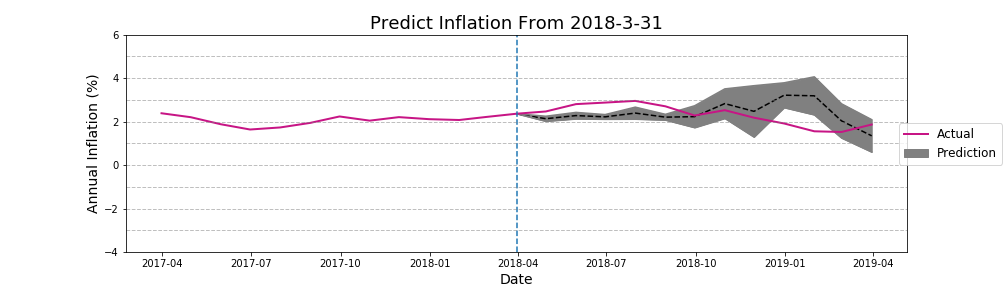 Predict Inflation From 2018-3-31
Annual Inflation (%)
6
4
2
0
−2
−4
2017-04 2017-07 2017-10 2018-01 2018-04 2018-07 2018-10 2019-01 2019-04
Date
Actual
Prediction